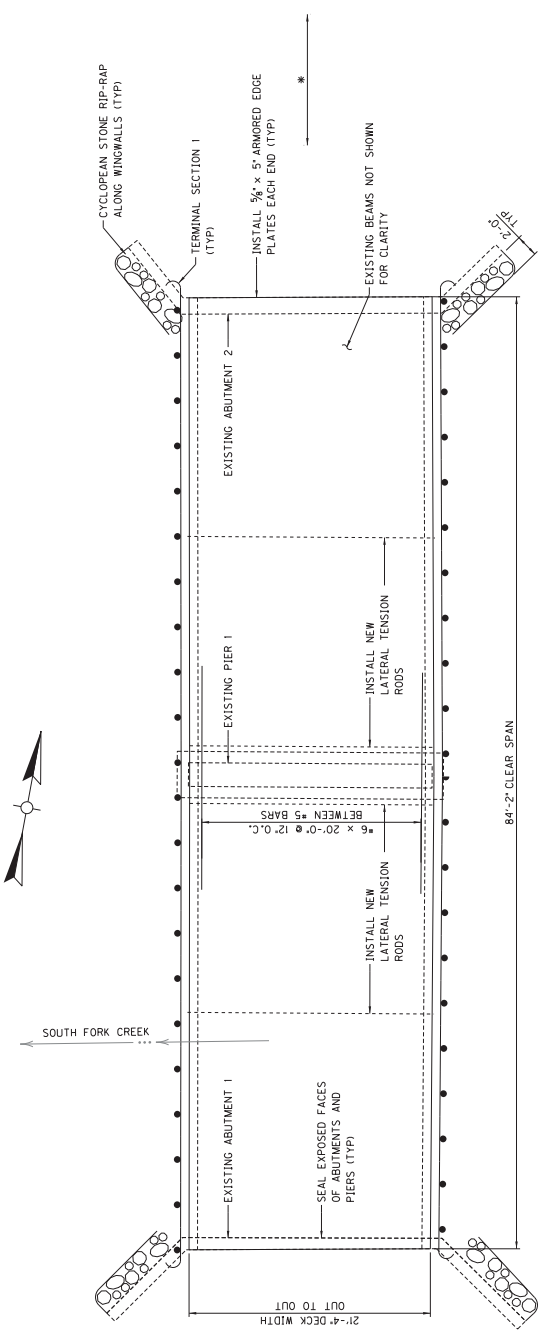 CYCLOPEAN STONE RIP-RAP
ALONG WINGWALLS (TYP)
TERMINAL SECTION 1
(TYP)
INSTALL 5/8" x 5" ARMORED EDGE
PLATES EACH END (TYP)
*
EXISTING BEAMS NOT SHOWN
FOR CLARITY
2'-0"
TYP
EXISTING ABUTMENT 2
EXISTING PIER 1
INSTALL NEW
LATERAL TENSION
RODS
#6 x 20'-0" @ 12" O.C.
BETWEEN #5 BARS
84'-2" CLEAR SPAN
INSTALL NEW
LATERAL TENSION
RODS
SOUTH FORK CREEK
EXISTING ABUTMENT 1
SEAL EXPOSED FACES
OF ABUTMENTS AND
PIERS (TYP)
21'-4" DECK WIDTH
OUT TO OUT